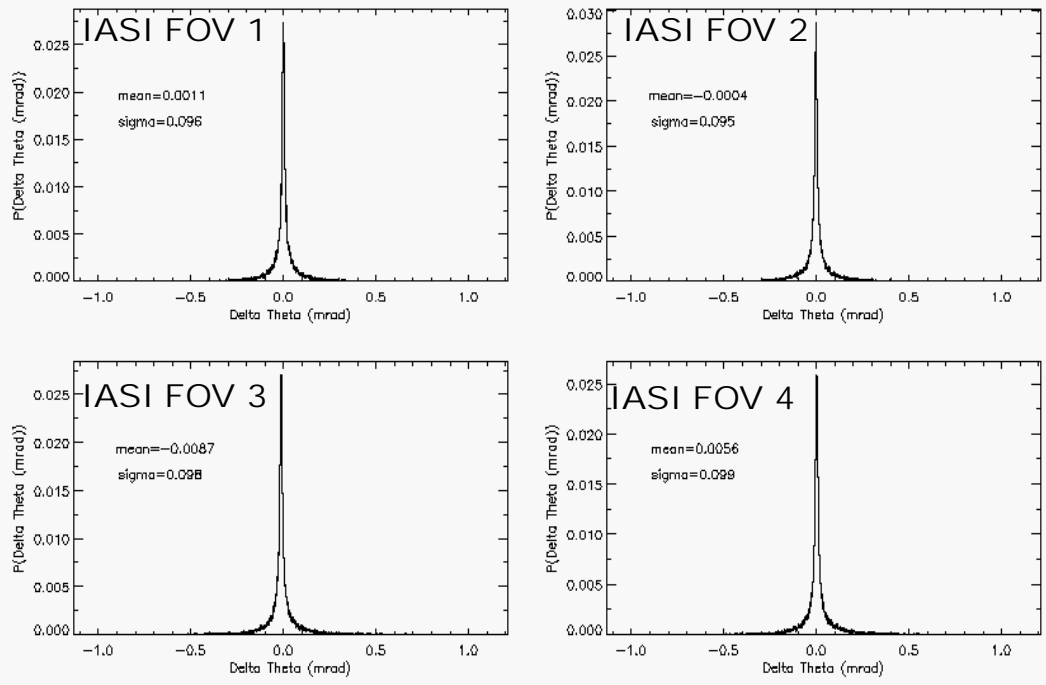 IASI FOV 1
0.025
0.020
0.015
0.010
0.005
0.000
P(Delta Theta (mrad))
mean=0.0011
sigma=0.096
-1.0 -0.5 0.0 0.5 1.0
Delta Theta (mrad)
IASI FOV 2
0.030
0.025
0.020
0.015
0.010
0.005
0.000
P(Delta Theta (mrad))
mean=-0.0004
sigma=0.095
-1.0 -0.5 0.0 0.5 1.0
Delta Theta (mrad)
IASI FOV 3
0.025
0.020
0.015
0.010
0.005
0.000
P(Delta Theta (mrad))
mean=-0.0087
sigma=0.098
-1.0 -0.5 0.0 0.5 1.0
Delta Theta (mrad)
IASI FOV 4
0.025
0.020
0.015
0.010
0.005
0.000
P(Delta Theta (mrad))
mean=0.0056
sigma=0.099
-1.0 -0.5 0.0 0.5 1.0
Delta Theta (mrad)